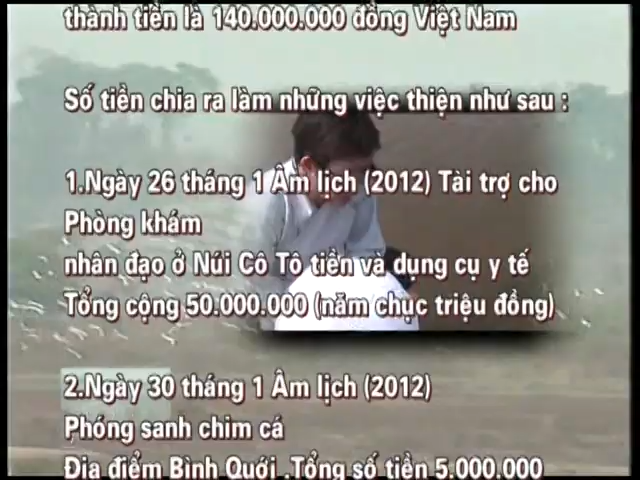 thành tiền là 140.000.000 đồng Việt Nam
Số tiền chia ra làm những việc thiện như sau :
1.Ngày 26 tháng 1 Âm lịch (2012) Tài trợ cho
Phòng khám
nhân đạo ở Núi Cô Tô tiền và dụng cụ y tế
Tổng cộng 50.000.000 (năm chục triệu đồng)
2.Ngày 30 tháng 1 Âm lịch (2012)
Phóng sanh chim cá
Địa điểm Bình Quới .Tổng số tiền 5.000.000